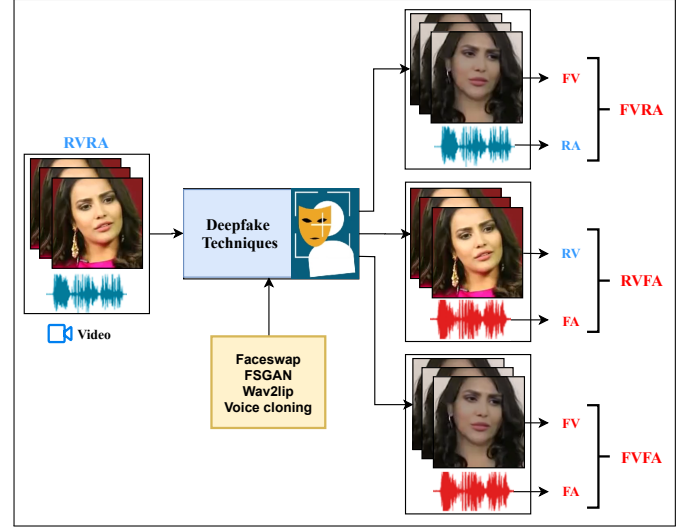 RVRA
Video
Deepfake
Techniques
Faceswap
FSGAN
Wav2lip
Voice cloning
FV
RA
FVRA
RV
FA
RVFA
FV
FA
FVFA